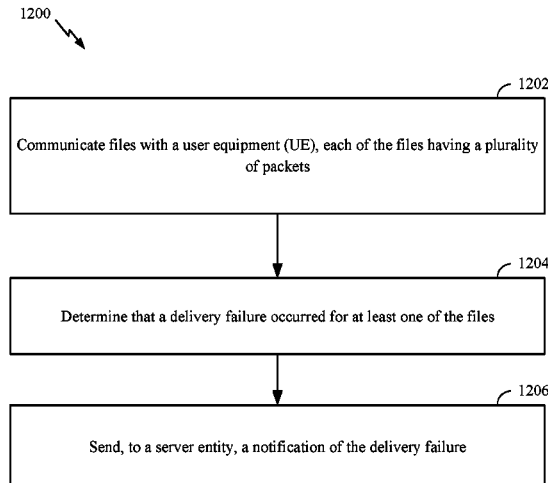 1200
1202
Communicate files with a user equipment (UE), each of the files having a plurality
of packets
1204
Determine that a delivery failure occurred for at least one of the files
1206
Send, to a server entity, a notification of the delivery failure